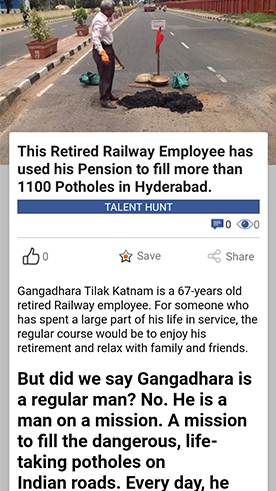 This Retired Railway Employee has
used his Pension to fill more than
1100 Potholes in Hyderabad.
TALENT HUNT
0 0
0 Save Share
Gangadhara Tilak Katnam is a 67-years old
retired Railway employee. For someone who
has spent a large part of his life in service, the
regular course would be to enjoy his
retirement and relax with family and friends.
But did we say Gangadhara is
a regular man? No. He is a
man on a mission. A mission
to fill the dangerous, life-
taking potholes on
Indian roads. Every day, he